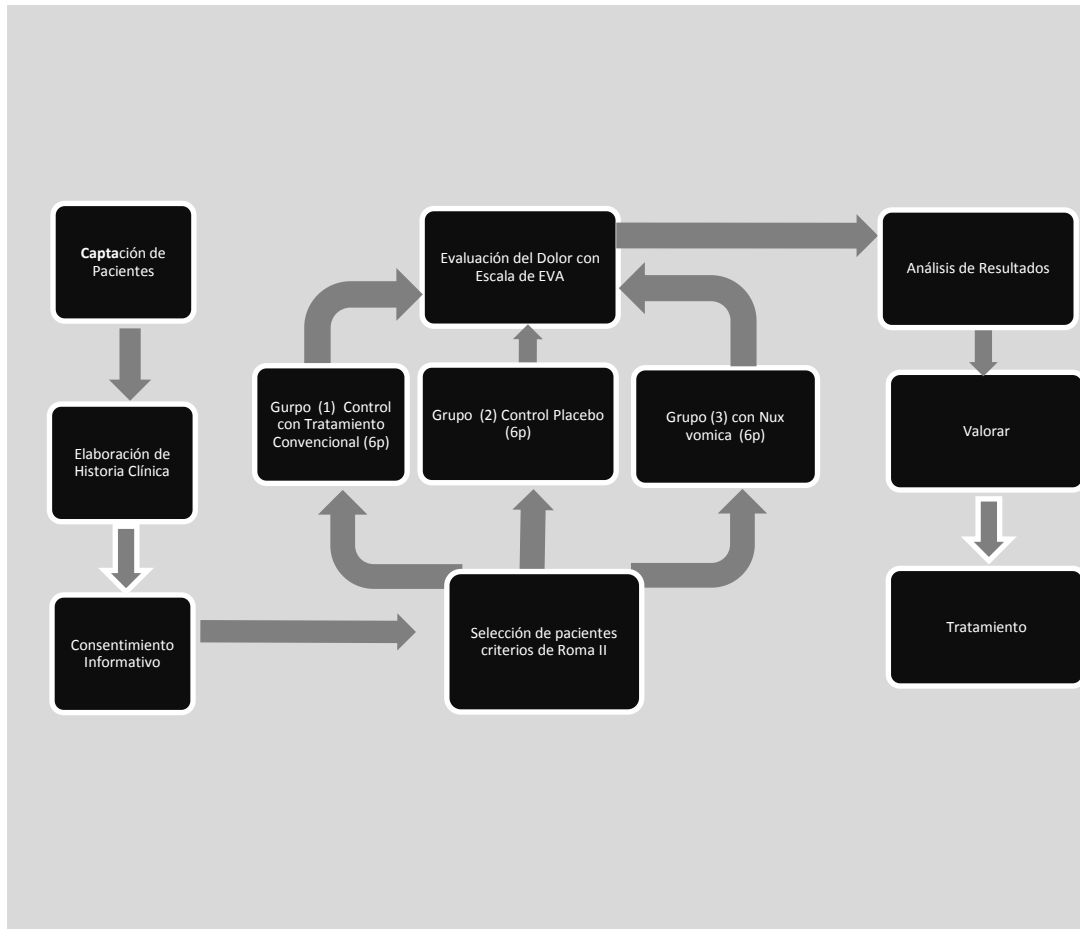 Captación de
Pacientes
Elaboración de
Historia Clínica
Consentimiento
Informativo
Selección de pacientes
criterios de Roma II
Gurpo (1) Control
con Tratamiento
Convencional (6p)
Grupo (2) Control Placebo
(6p)
Grupo (3) con Nux
vomica (6p)
Evaluación del Dolor con
Escala de EVA
Análisis de Resultados
Valorar
Tratamiento